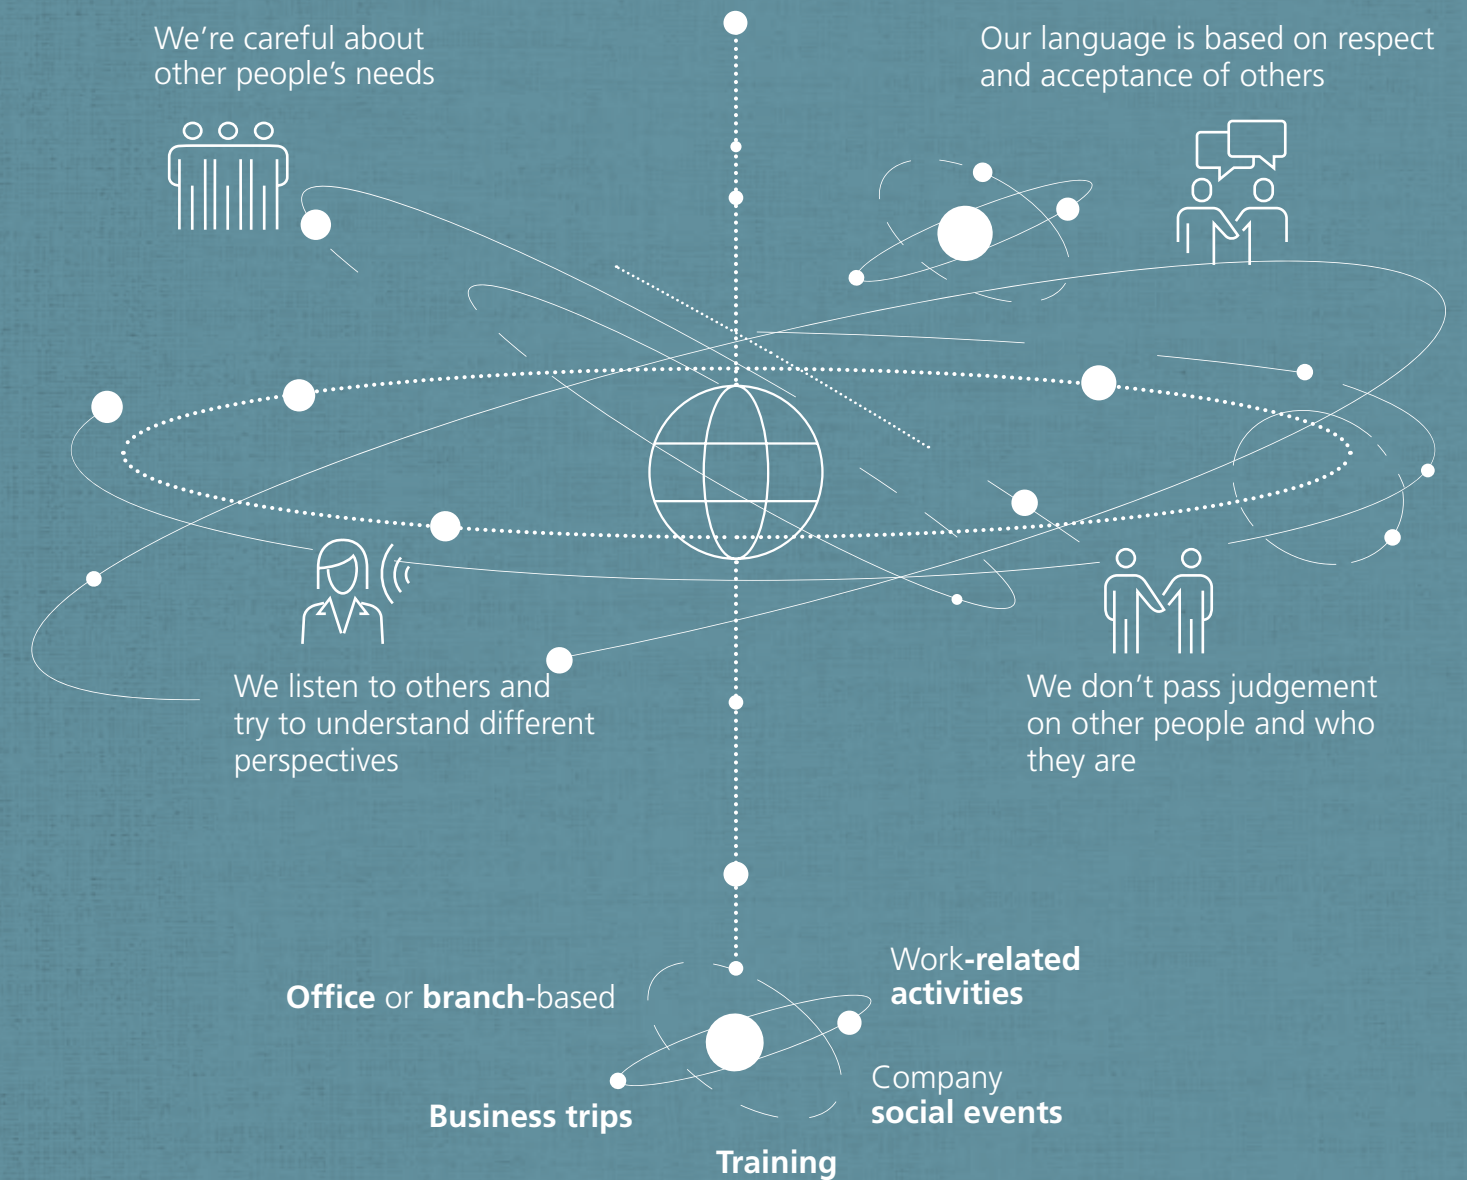 We’re careful about
other people’s needs
Our language is based on respect
and acceptance of others
We listen to others and
try to understand different
perspectives
We don’t pass judgement
on other people and who
they are
Office or branch-based
Work-related
activities
Business trips
Company
social events
Training